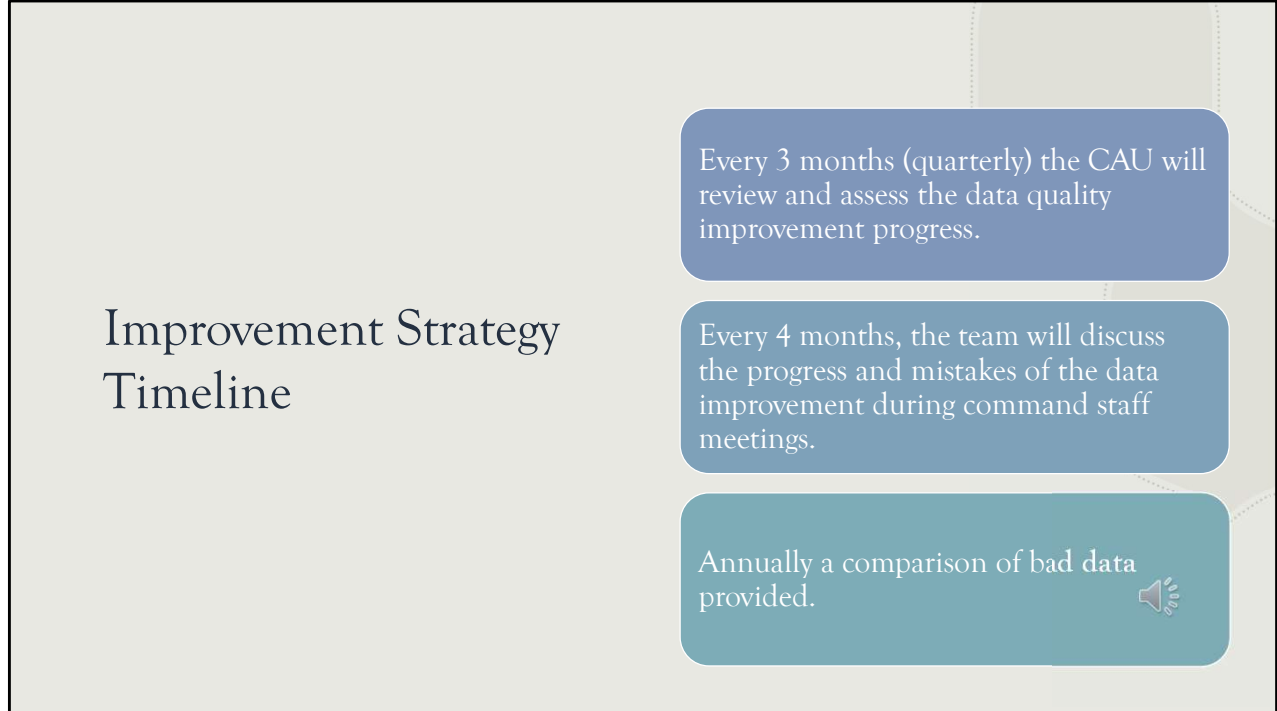 Improvement Strategy
Timeline
Every 3 months (quarterly) the CAU will
review and assess the data quality
improvement progress.
Every 4 months, the team will discuss
the progress and mistakes of the data
improvement during command staff
meetings.
Annually a comparison of bad data
provided.